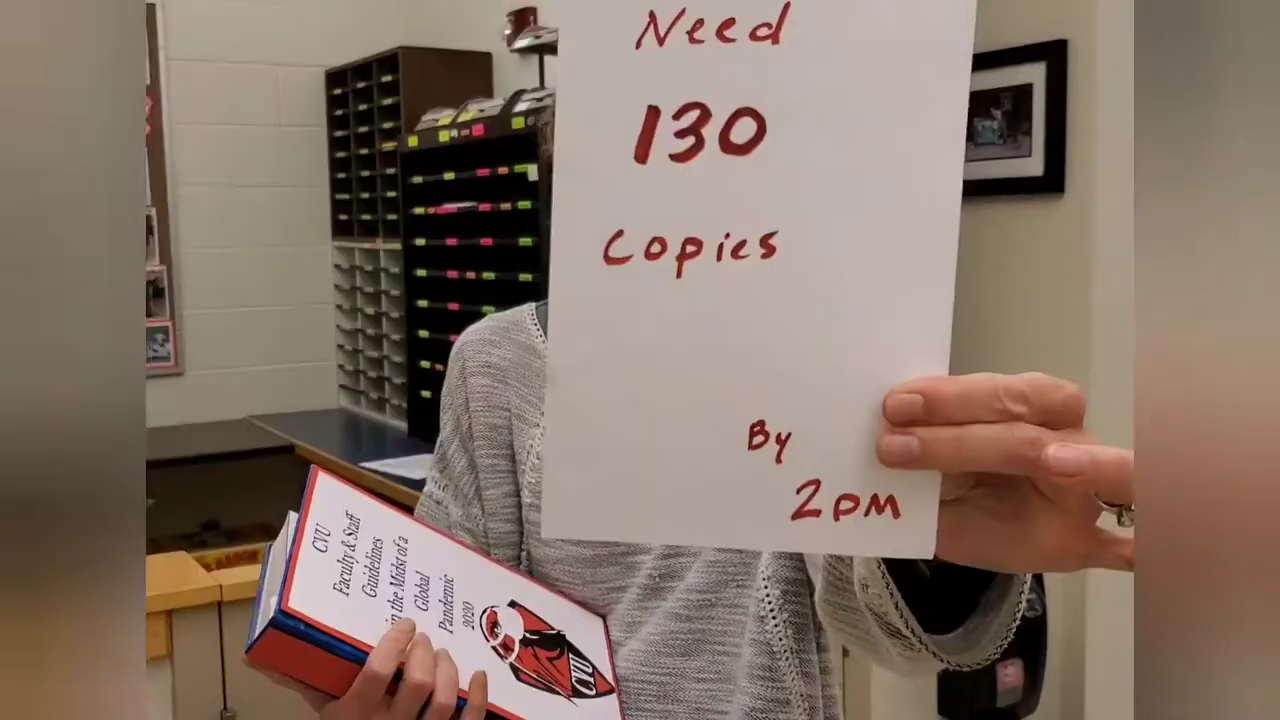 Need
130
Copies
By
2pm
CVU
Faculty & Staff
Guidelines
in the Midst of a
Global
Pandemic
2020
CVU